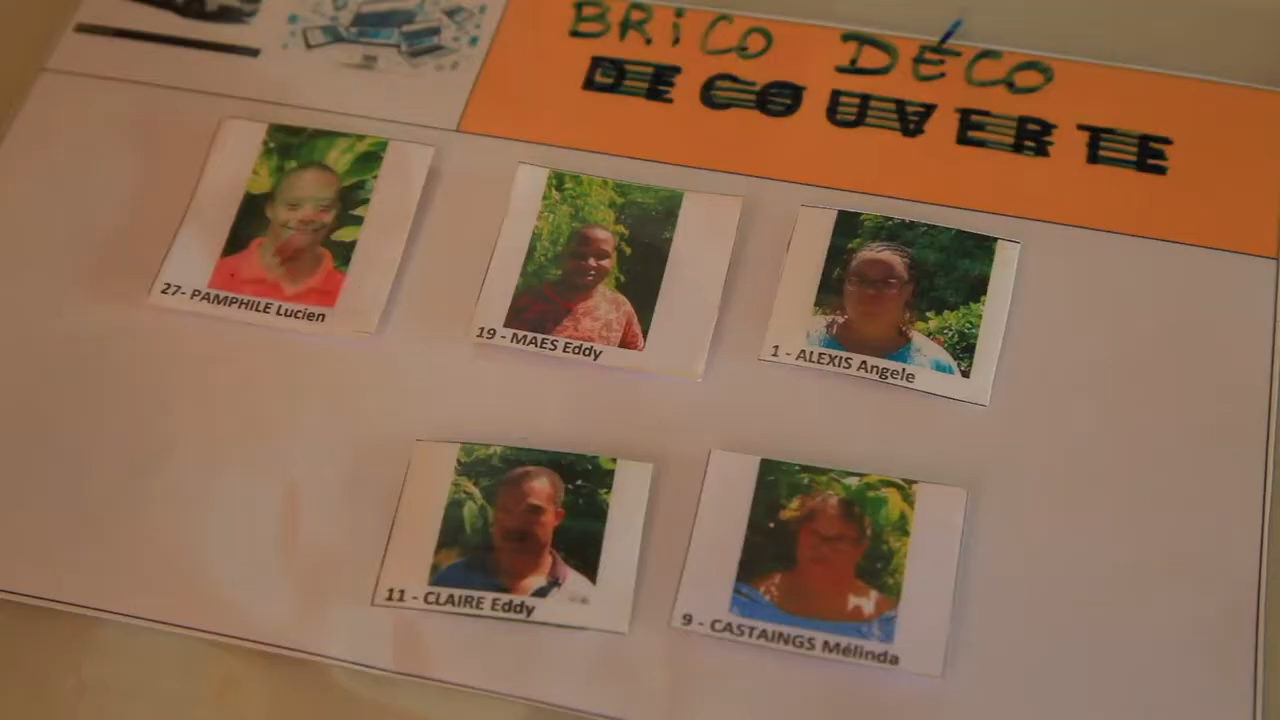 BRiCO DÉCO
DECOUVERTE
27- PAMPHILE Lucien
19 - MAES Eddy
1 - ALEXIS Angele
11 - CLAIRE Eddy
9 - CASTAINGS Mélinda